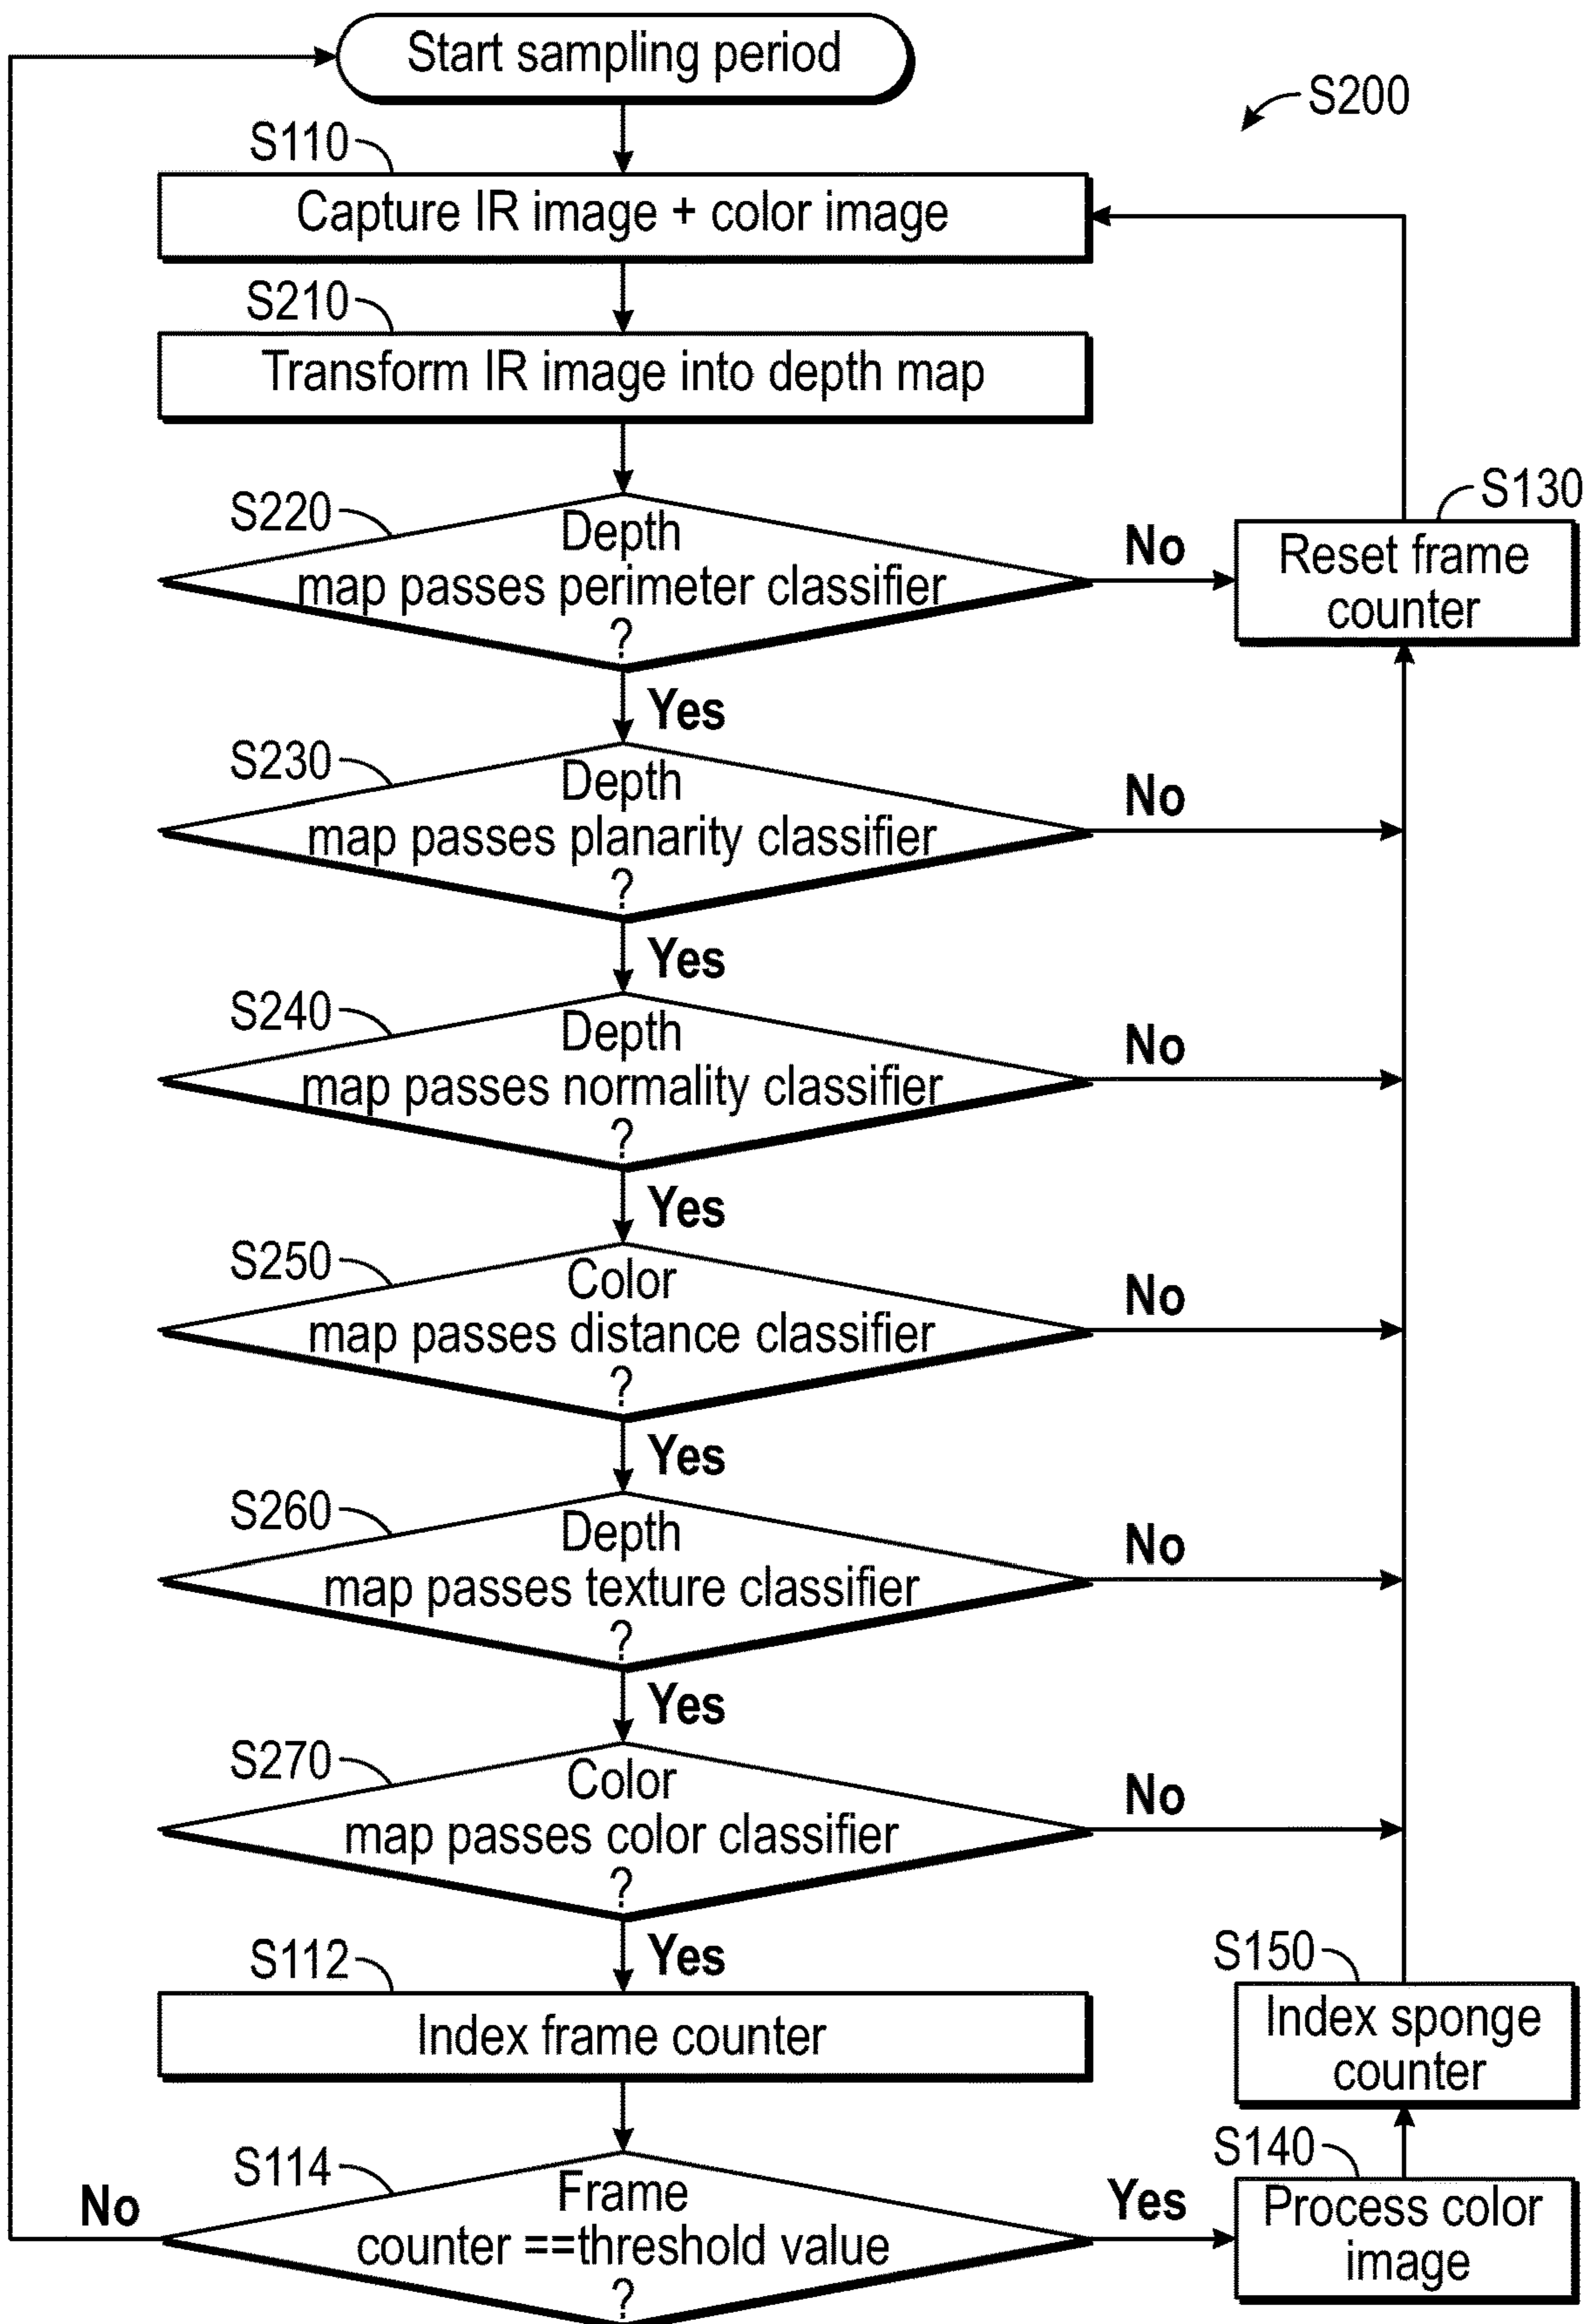 Start sampling period
S200
S110
Capture IR image + color image
S210
Transform IR image into depth map
S220
Depth
map passes perimeter classifier
?
No
S130
Reset frame
counter
Yes
S230
Depth
map passes planarity classifier
?
No
Yes
S240
Depth
map passes normality classifier
?
No
Yes
S250
Color
map passes distance classifier
?
No
Yes
S260
Depth
map passes texture classifier
?
No
Yes
S270
Color
map passes color classifier
?
No
Yes
S112
Index frame counter
S150
Index sponge
counter
S114
Frame
counter ==threshold value
?
No
Yes
S140
Process color
image